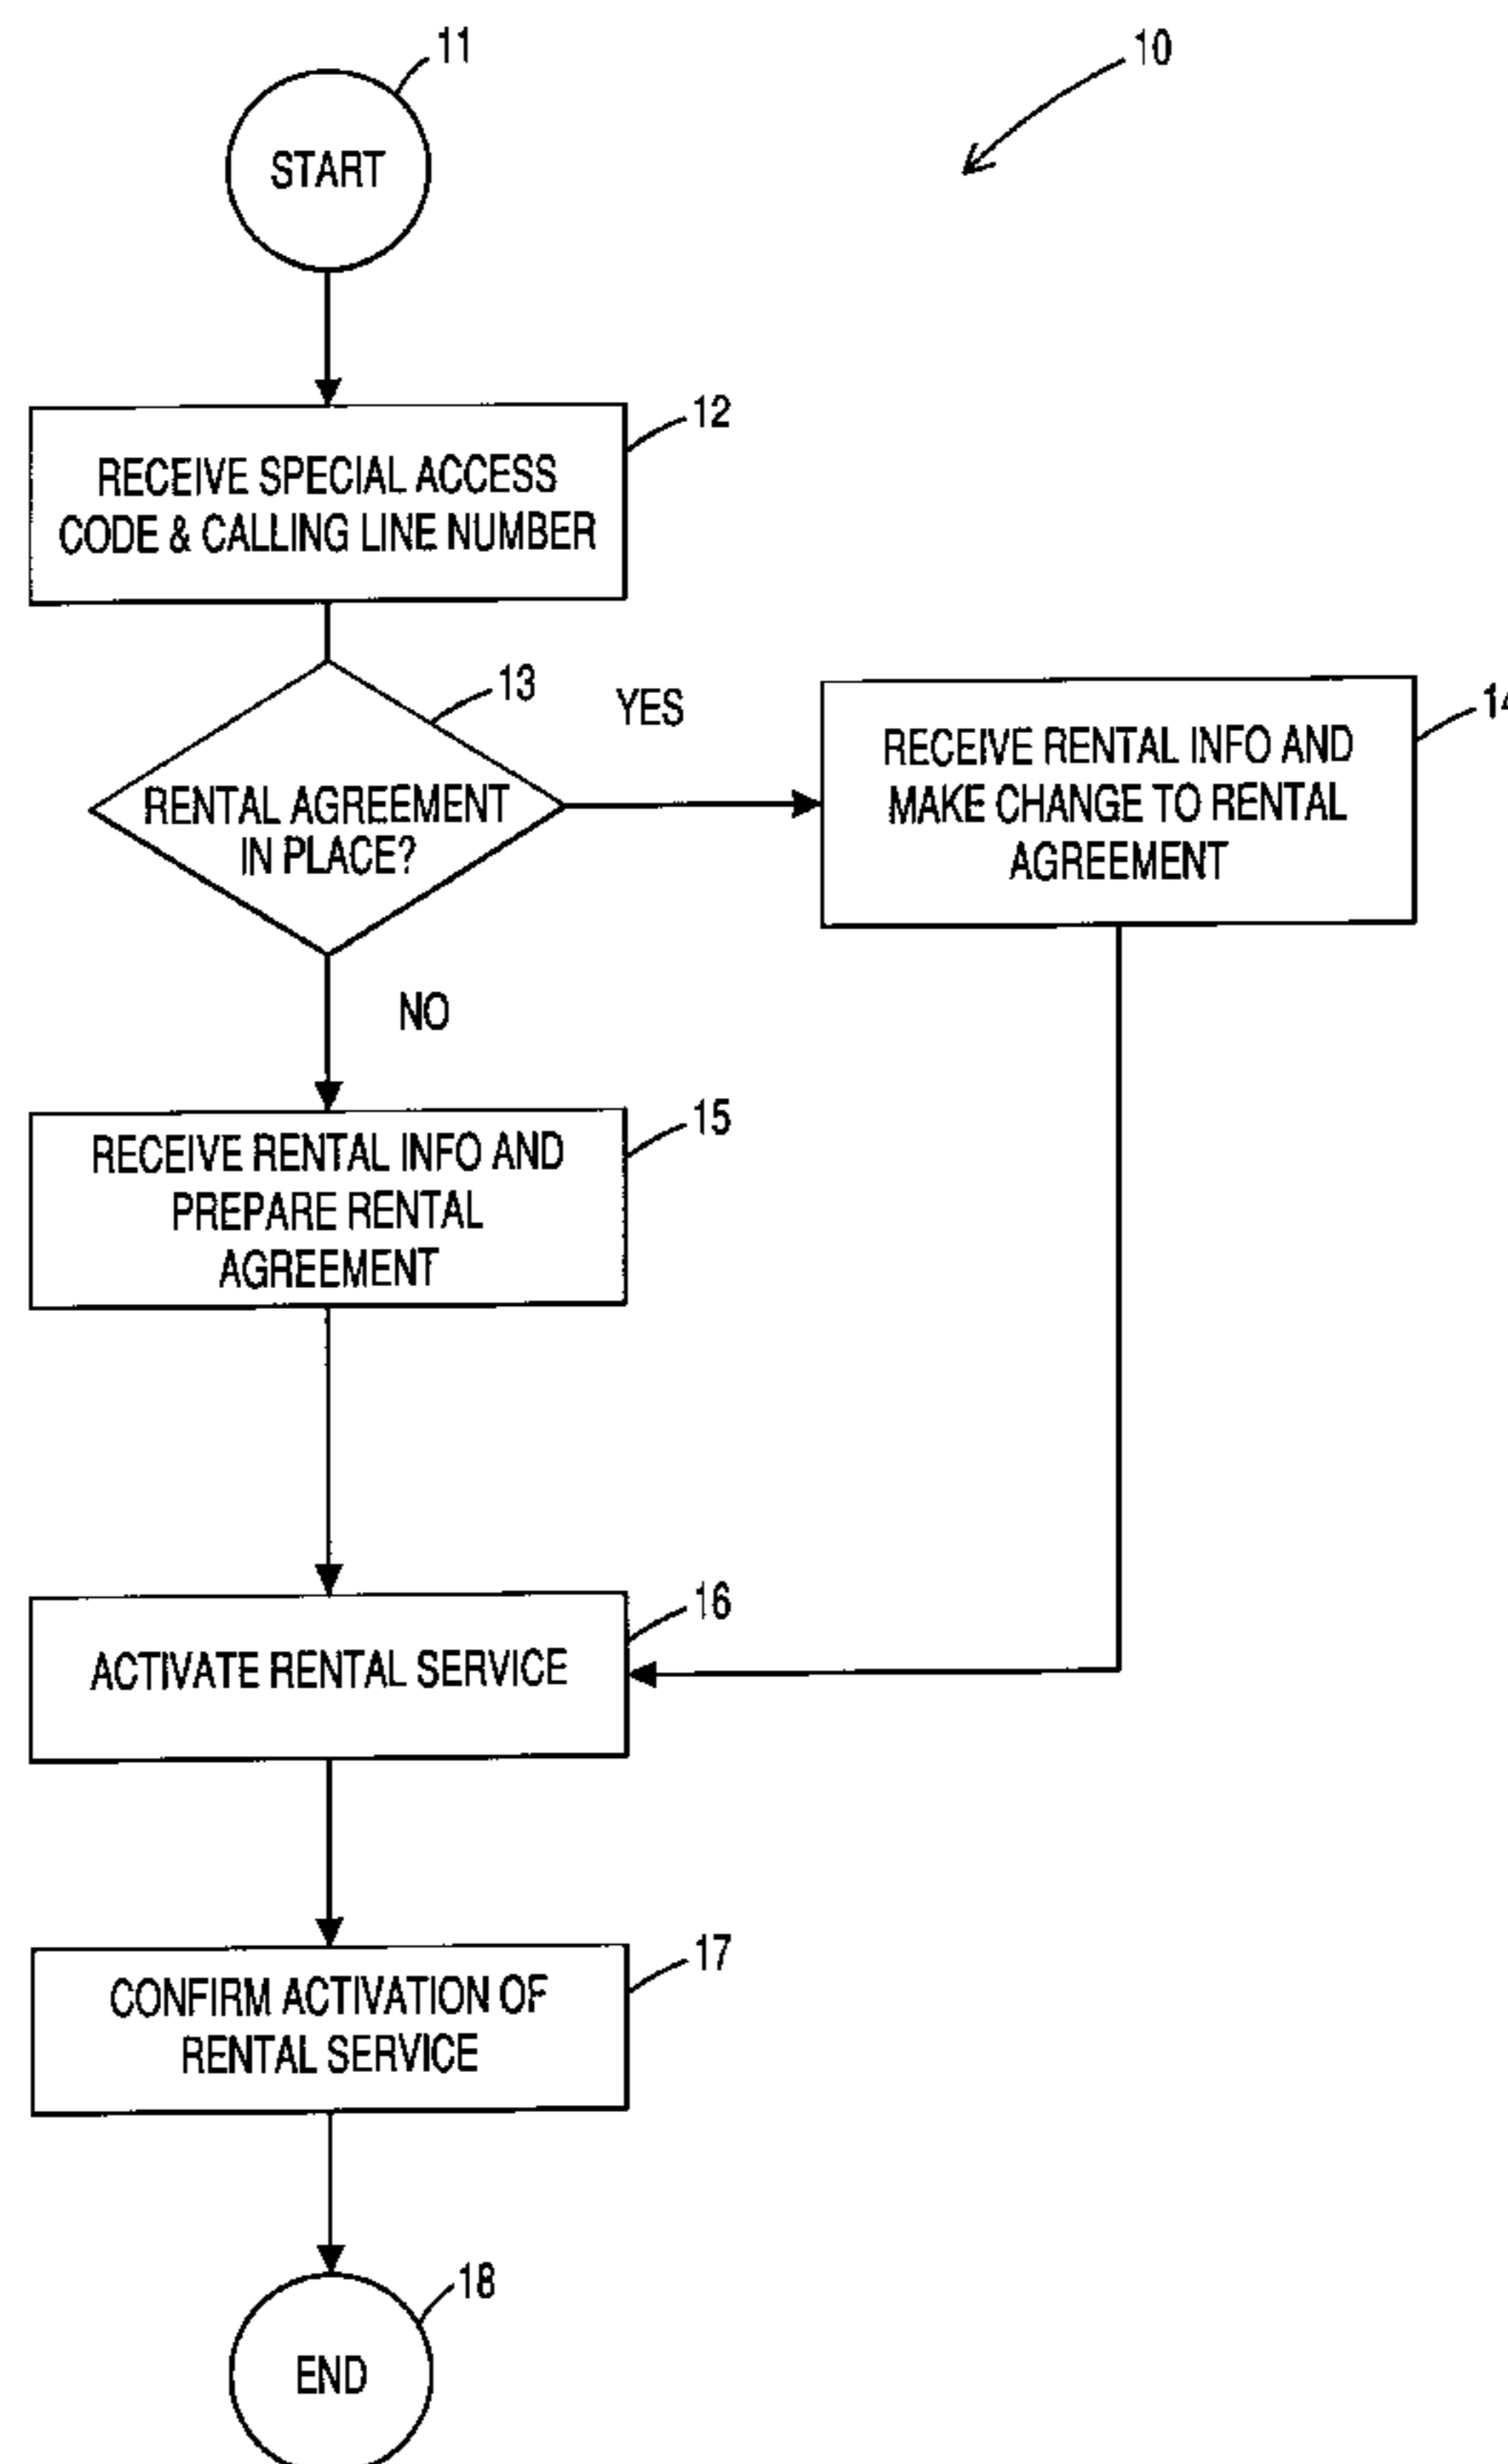 11
10
START
12
RECEIVE SPECIAL ACCESS
CODE & CALLING LINE NUMBER
13
YES
RENTAL AGREEMENT
IN PLACE?
14
RECEIVE RENTAL INFO AND
MAKE CHANGE TO RENTAL
AGREEMENT
NO
15
RECEIVE RENTAL INFO AND
PREPARE RENTAL
AGREEMENT
16
ACTIVATE RENTAL SERVICE
17
CONFIRM ACTIVATION OF
RENTAL SERVICE
18
END